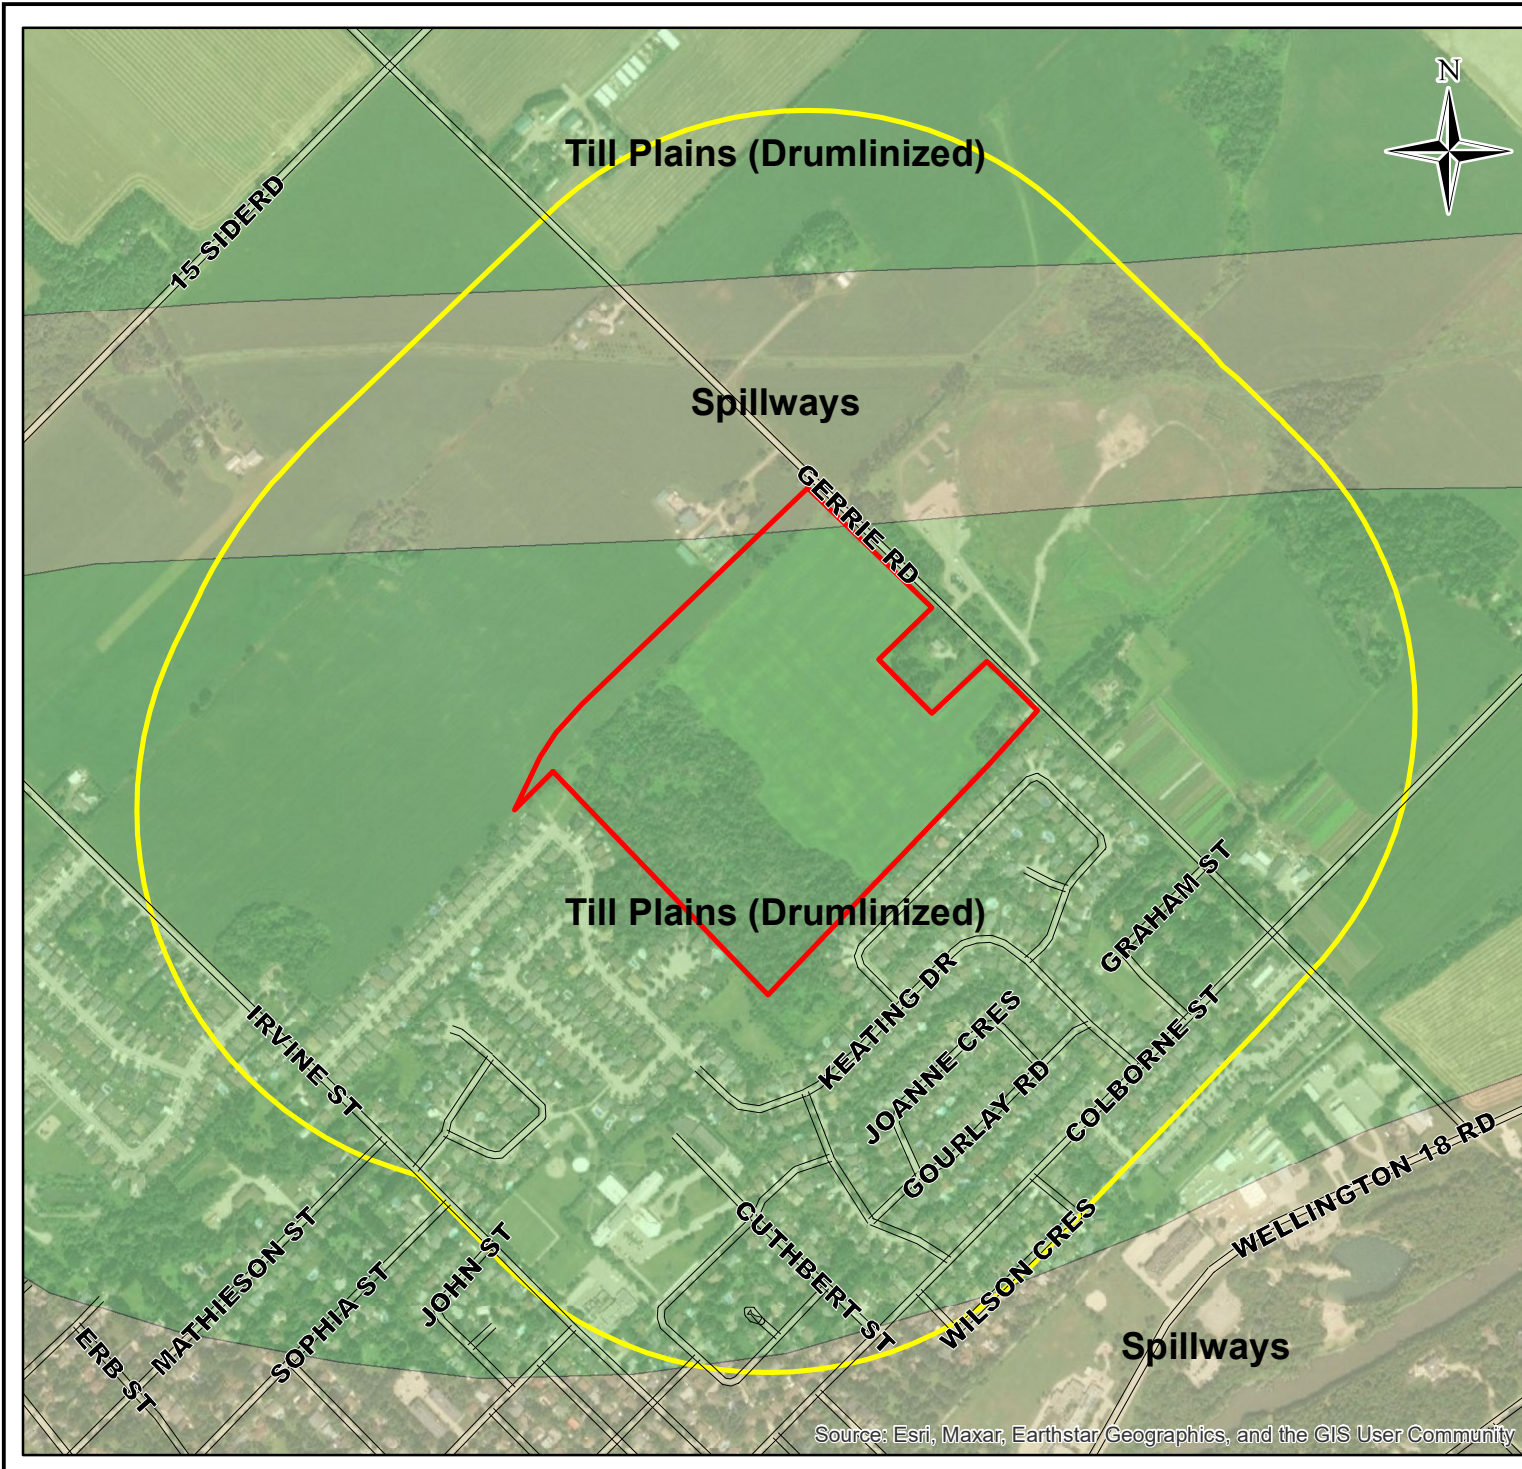 N
Till Plains (Drumlinized)
15 SIDERD
Spillways
GERRIE RD
GRAHAM ST
Till Plains (Drumlinized)
KEATING DR
JOANNE CRES
IRVINE ST
GOURLAY RD
COLBORNE ST
WELLINGTON 18 RD
MATHIESON ST
SOPHIA ST
JOHN ST
CUTHBERT ST
WILSON CRES
ERB ST
Spillways
Source: Esri, Maxar, Earthstar Geographics, and the GIS User Community